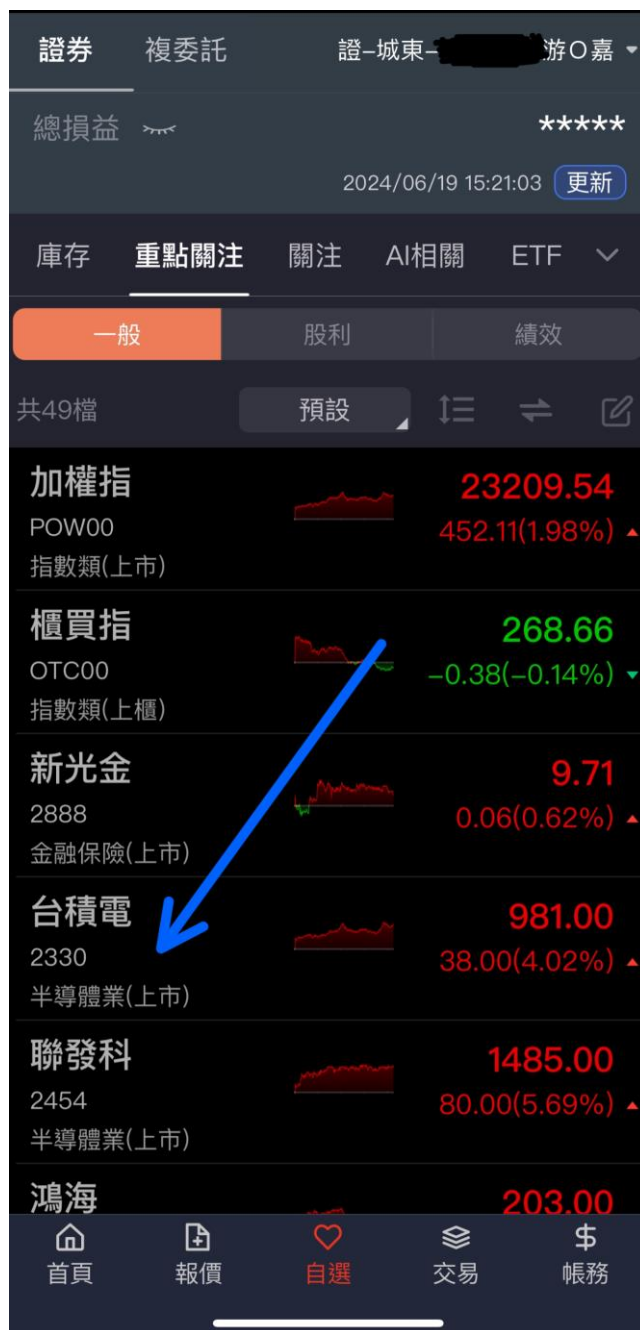 證券 複委託 證–城東– 游O嘉
總損益 *****
2024/06/19 15:21:03 更新
庫存 重點關注 關注 AI相關 ETF
一般 股利 績效
共49檔 預設
加權指 23209.54
POW00 452.11(1.98%)
指數類(上市)
櫃買指 268.66
OTC00 –0.38(–0.14%)
指數類(上櫃)
新光金 9.71
2888 0.06(0.62%)
金融保險(上市)
台積電 981.00
2330 38.00(4.02%)
半導體業(上市)
聯發科 1485.00
2454 80.00(5.69%)
半導體業(上市)
鴻海 203.00
首頁 報價 自選 交易 帳務